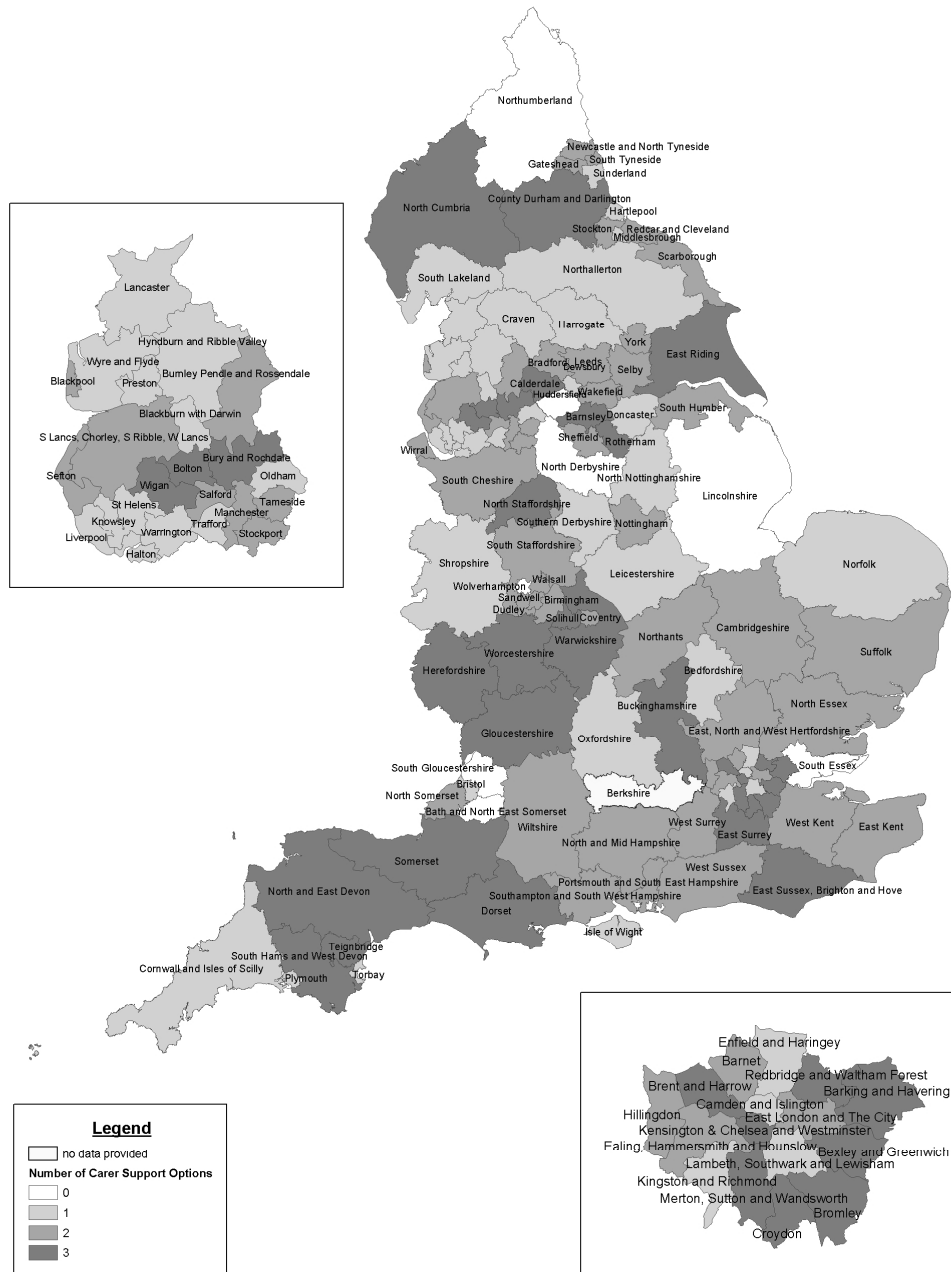 Northumberland
Newcastle and North Tyneside
South Tyneside
Gateshead
Sunderland
County Durham and Darlington
North Cumbria
Hartlepool
Stockton
Redcar and Cleveland
Middlesbrough
Scarborough
Northallerton
South Lakeland
Craven
Harrogate
York
East Riding
Bradford
Leeds
Dewsbury
Selby
Calderdale
Huddersfield
Wakefield
Barnsley
Doncaster
South Humber
Sheffield
Rotherham
Wirral
North Derbyshire
North Nottinghamshire
South Cheshire
Lincolnshire
North Staffordshire
Southern Derbyshire
Nottingham
South Staffordshire
Shropshire
Leicestershire
Norfolk
Wolverhampton
Walsall
Sandwell
Birmingham
Dudley
Solihull
Coventry
Warwickshire
Northants
Cambridgeshire
Suffolk
Worcestershire
Herefordshire
Bedfordshire
Buckinghamshire
North Essex
East, North and West Hertfordshire
Gloucestershire
Oxfordshire
South Essex
South Gloucestershire
Bristol
Berkshire
North Somerset
Bath and North East Somerset
Wiltshire
West Surrey
East Surrey
West Kent
East Kent
North and Mid Hampshire
Somerset
West Sussex
Portsmouth and South East Hampshire
North and East Devon
Southampton and South West Hampshire
East Sussex, Brighton and Hove
Dorset
Isle of Wight
Teignbridge
South Hams and West Devon
Cornwall and Isles of Scilly
Plymouth
Torbay
Lancaster
Hyndburn and Ribble Valley
Wyre and Flyde
Burnley Pendle and Rossendale
Blackpool
Preston
Blackburn with Darwin
S Lancs, Chorley, S Ribble, W Lancs
Bury and Rochdale
Bolton
Sefton
Wigan
Oldham
Salford
Tameside
St Helens
Manchester
Knowsley
Trafford
Liverpool
Warrington
Stockport
Halton
Enfield and Haringey
Barnet
Redbridge and Waltham Forest
Brent and Harrow
Barking and Havering
Camden and Islington
Hillingdon
East London and The City
Kensington & Chelsea and Westminster
Ealing, Hammersmith and Hounslow
Bexley and Greenwich
Lambeth, Southwark and Lewisham
Kingston and Richmond
Merton, Sutton and Wandsworth
Bromley
Croydon
Legend
no data provided
Number of Carer Support Options
0
1
2
3